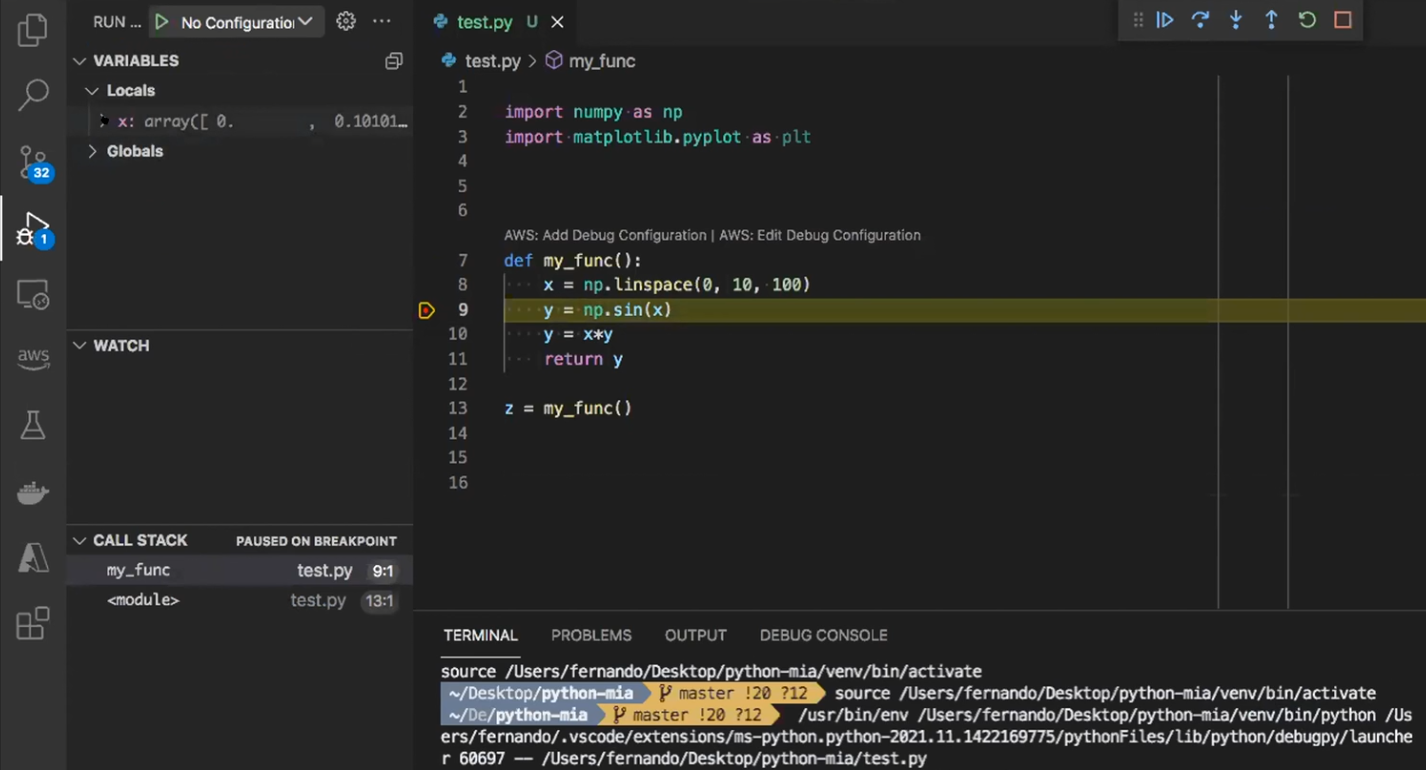 RUN ... No Configuration
VARIABLES
Locals
x: array([ 0.        ,  0.10101…
Globals
32
1
aws
WATCH
CALL STACK PAUSED ON BREAKPOINT
my_func test.py 9:1
<module> test.py 13:1
test.py U
test.py > my_func
1
2 import numpy as np
3 import matplotlib.pyplot as plt
4
5
6
AWS: Add Debug Configuration | AWS: Edit Debug Configuration
7 def my_func():
8     x = np.linspace(0, 10, 100)
9     y = np.sin(x)
10     y = x*y
11     return y
12
13 z = my_func()
14
15
16
TERMINAL PROBLEMS OUTPUT DEBUG CONSOLE
source /Users/fernando/Desktop/python-mia/venv/bin/activate
~/Desktop/python-mia master !20 ?12 source /Users/fernando/Desktop/python-mia/venv/bin/activate
~/De/python-mia master !20 ?12 /usr/bin/env /Users/fernando/Desktop/python-mia/venv/bin/python /Us
ers/fernando/.vscode/extensions/ms-python.python-2021.11.1422169775/pythonFiles/lib/python/debugpy/launche
r 60697 -- /Users/fernando/Desktop/python-mia/test.py